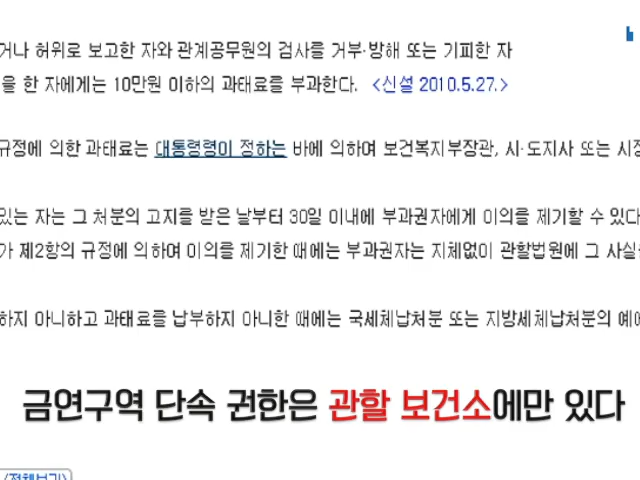 거나 허위로 보고한 자와 관계공무원의 검사를 거부·방해 또는 기피한 자
을 한 자에게는 10만원 이하의 과태료를 부과한다. <신설 2010.5.27.>
규정에 의한 과태료는 대통령령이 정하는 바에 의하여 보건복지부장관, 시·도지사 또는 시장
있는 자는 그 처분의 고지를 받은 날부터 30일 이내에 부과권자에게 이의를 제기할 수 있다
가 제2항의 규정에 의하여 이의를 제기한 때에는 부과권자는 지체없이 관할법원에 그 사실을
하지 아니하고 과태료를 납부하지 아니한 때에는 국세체납처분 또는 지방세체납처분의 예에
금연구역 단속 권한은 관할 보건소에만 있다
(전체보기)